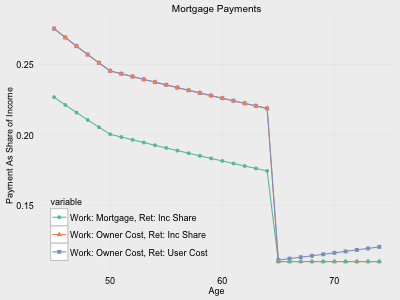 Mortgage Payments
Payment As Share of Income
0.25
0.20
0.15
variable
Work: Mortgage, Ret: Inc Share
Work: Owner Cost, Ret: Inc Share
Work: Owner Cost, Ret: User Cost
50 60 70
Age